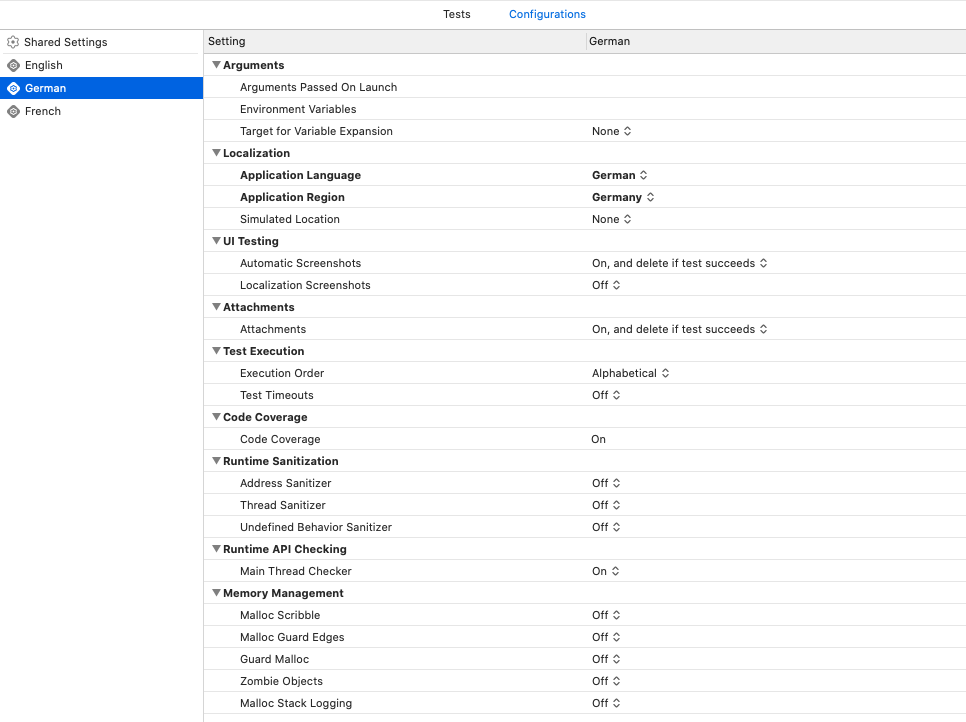 Tests Configurations
Shared Settings
English
German
French
Setting German
Arguments
Arguments Passed On Launch
Environment Variables
Target for Variable Expansion None
Localization
Application Language German
Application Region Germany
Simulated Location None
UI Testing
Automatic Screenshots On, and delete if test succeeds
Localization Screenshots Off
Attachments
Attachments On, and delete if test succeeds
Test Execution
Execution Order Alphabetical
Test Timeouts Off
Code Coverage
Code Coverage On
Runtime Sanitization
Address Sanitizer Off
Thread Sanitizer Off
Undefined Behavior Sanitizer Off
Runtime API Checking
Main Thread Checker On
Memory Management
Malloc Scribble Off
Malloc Guard Edges Off
Guard Malloc Off
Zombie Objects Off
Malloc Stack Logging Off